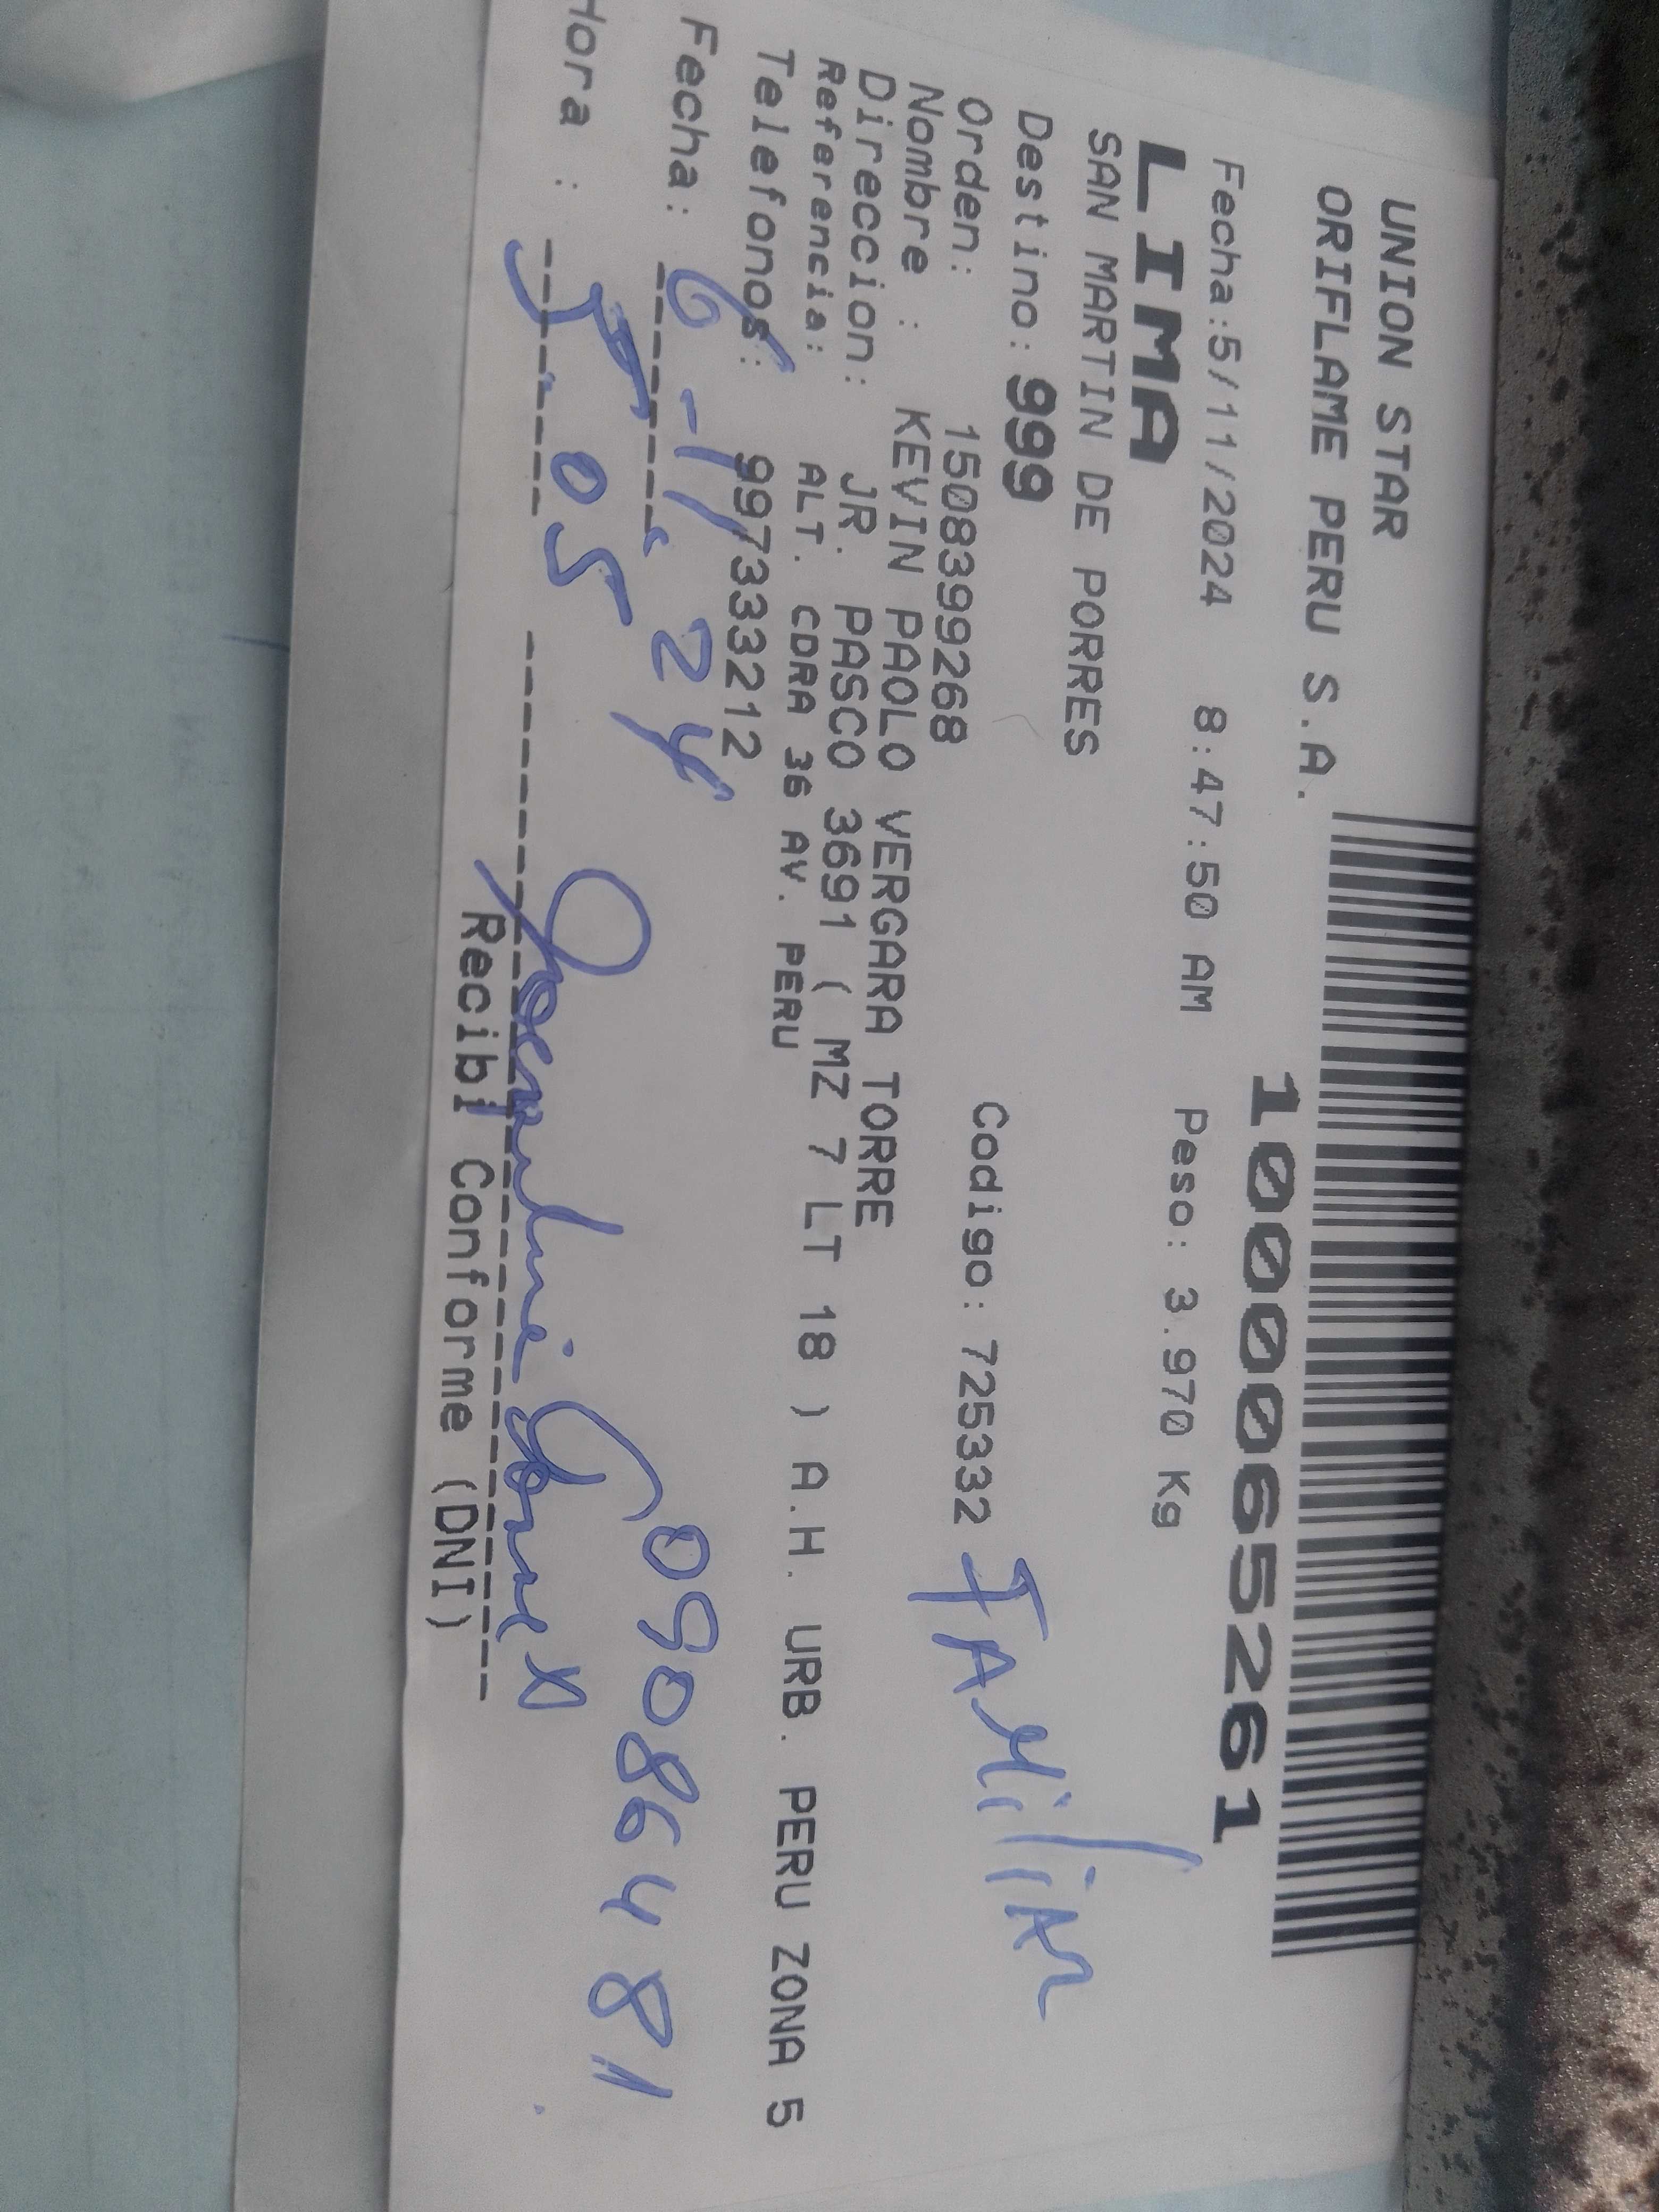 UNION STAR
ORIFLAME PERU S.A.
1000065261
Fecha:5/11/2024 8:47:50 AM Peso: 3.970 Kg
LIMA
SAN MARTIN DE PORRES
Destino: 999
Orden: 1508399268 Codigo: 725332 FAMiliAR
Nombre : KEVIN PAOLO VERGARA TORRE
Direccion: JR. PASCO 3691 ( MZ 7 LT 18 ) A.H. URB. PERU ZONA 5
Referencia: ALT. CDRA 36 AV. PERU
Telefonos: 997333212
Fecha: 6-11-24 09086481
Hora : 5 05
Recibi Conforme (DNI)